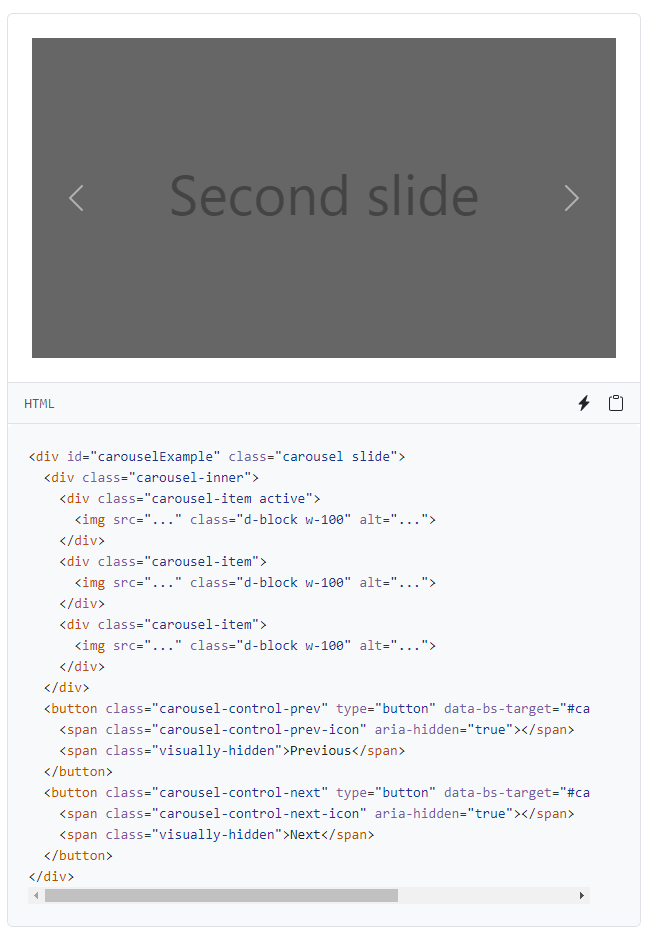 Second slide
HTML
<div id="carouselExample" class="carousel slide">
  <div class="carousel-inner">
    <div class="carousel-item active">
      <img src="..." class="d-block w-100" alt="...">
    </div>
    <div class="carousel-item">
      <img src="..." class="d-block w-100" alt="...">
    </div>
    <div class="carousel-item">
      <img src="..." class="d-block w-100" alt="...">
    </div>
  </div>
  <button class="carousel-control-prev" type="button" data-bs-target="#ca
    <span class="carousel-control-prev-icon" aria-hidden="true"></span>
    <span class="visually-hidden">Previous</span>
  </button>
  <button class="carousel-control-next" type="button" data-bs-target="#ca
    <span class="carousel-control-next-icon" aria-hidden="true"></span>
    <span class="visually-hidden">Next</span>
  </button>
</div>